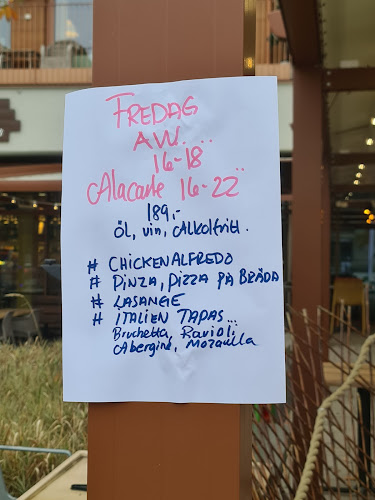 FREDAG
AW...
16-18
Alacarte 16-22
189,-
öl, vin, Alkolfritt.
# CHICKENALFREDO
# PINZA, PIZZA PÅ BRÄDA
# LASANGE
# ITALIEN TAPAS...
Bruchetta, Ravioli,
Abergine, Mozarella